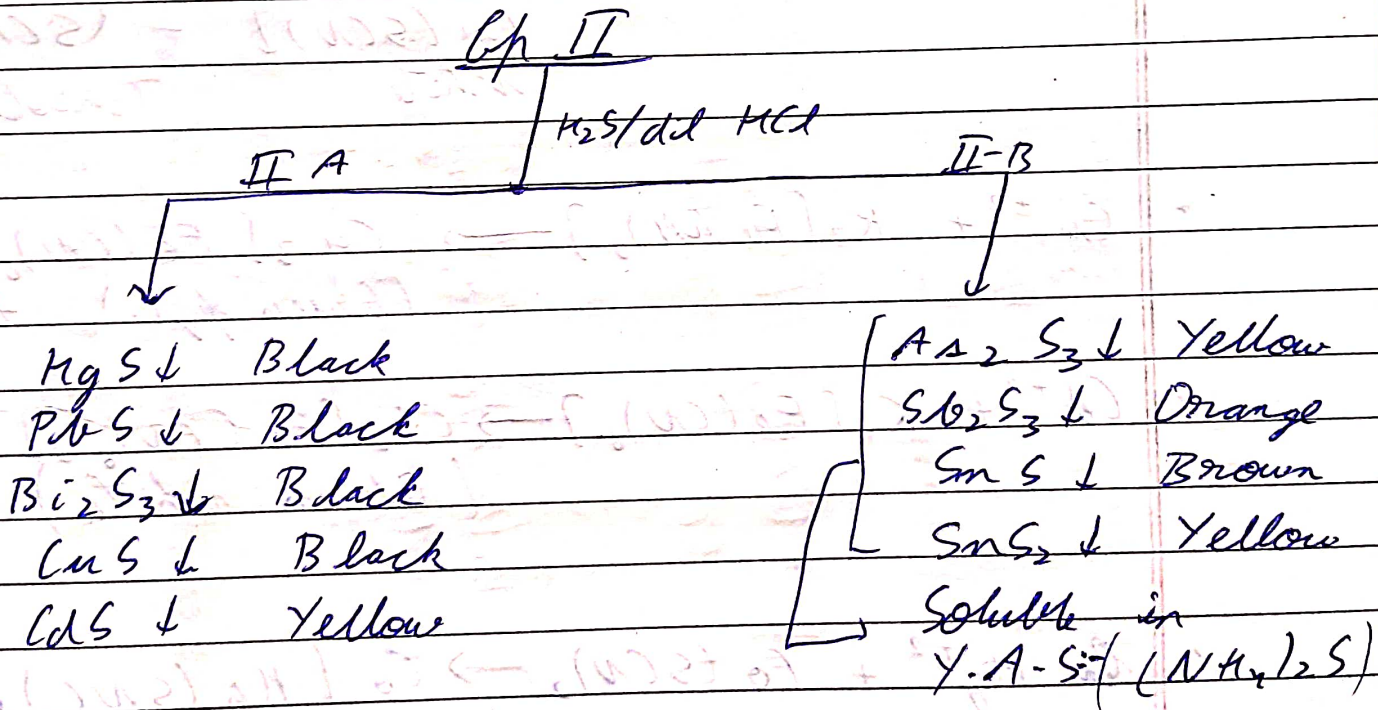 Gp II
H₂S/dil HCl
II A
II-B
HgS↓ Black
PbS↓ Black
Bi₂S₃↓ Black
CuS↓ Black
CdS↓ Yellow
As₂S₃↓ Yellow
Sb₂S₃↓ Orange
SnS↓ Brown
SnS₂↓ Yellow
Soluble in
Y.A-S:-( (NH₄)2S)